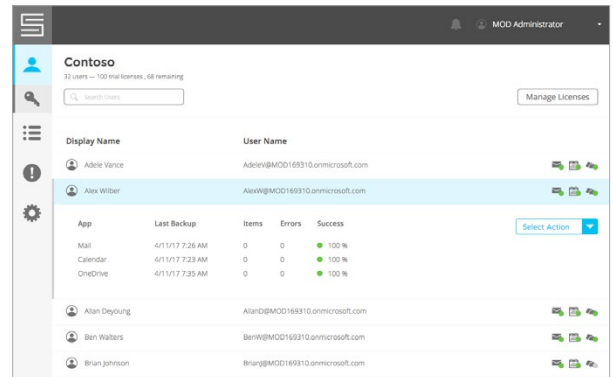 MOD Administrator
Contoso
32 users — 100 trial licenses , 68 remaining
Search Users
Manage Licenses
Display Name User Name
Adele Vance AdeleV@MOD169310.onmicrosoft.com
Alex Wilber AlexW@MOD169310.onmicrosoft.com
App Last Backup Items Errors Success
Select Action
Mail 4/11/17 7:26 AM 0 0 100 %
Calendar 4/11/17 7:23 AM 0 0 100 %
OneDrive 4/11/17 7:35 AM 0 0 100 %
Allan Deyoung AllanD@MOD169310.onmicrosoft.com
Ben Walters BenW@MOD169310.onmicrosoft.com
Brian Johnson BrianJ@MOD169310.onmicrosoft.com